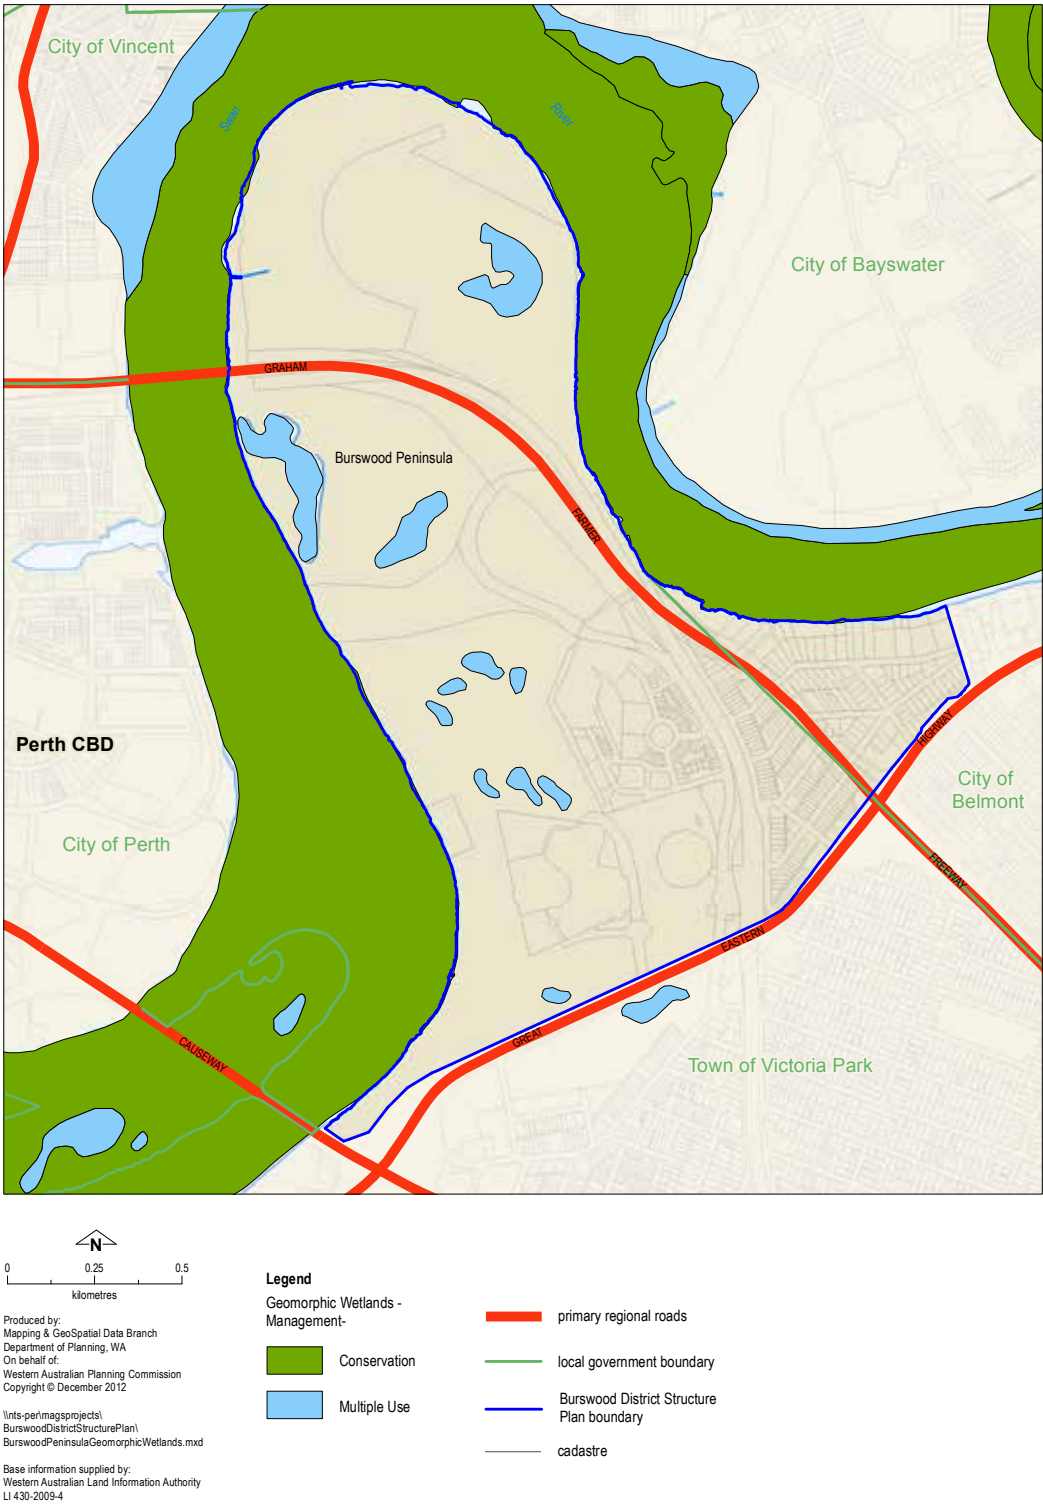 City of Vincent
Swan
River
City of Bayswater
GRAHAM
Burswood Peninsula
FARMER
Perth CBD
HIGHWAY
City of
Belmont
City of Perth
FREEWAY
EASTERN
GREAT
CAUSEWAY
Town of Victoria Park
N
0 0.25 0.5
kilometres
Produced by:
Mapping & GeoSpatial Data Branch
Department of Planning, WA
On behalf of:
Western Australian Planning Commission
Copyright © December 2012
\\nts-per\magsprojects\
BurswoodDistrictStructurePlan\
BurswoodPeninsulaGeomorphicWetlands.mxd
Base information supplied by:
Western Australian Land Information Authority
LI 430-2009-4
Legend
Geomorphic Wetlands -
Management-
Conservation
Multiple Use
primary regional roads
local government boundary
Burswood District Structure
Plan boundary
cadastre